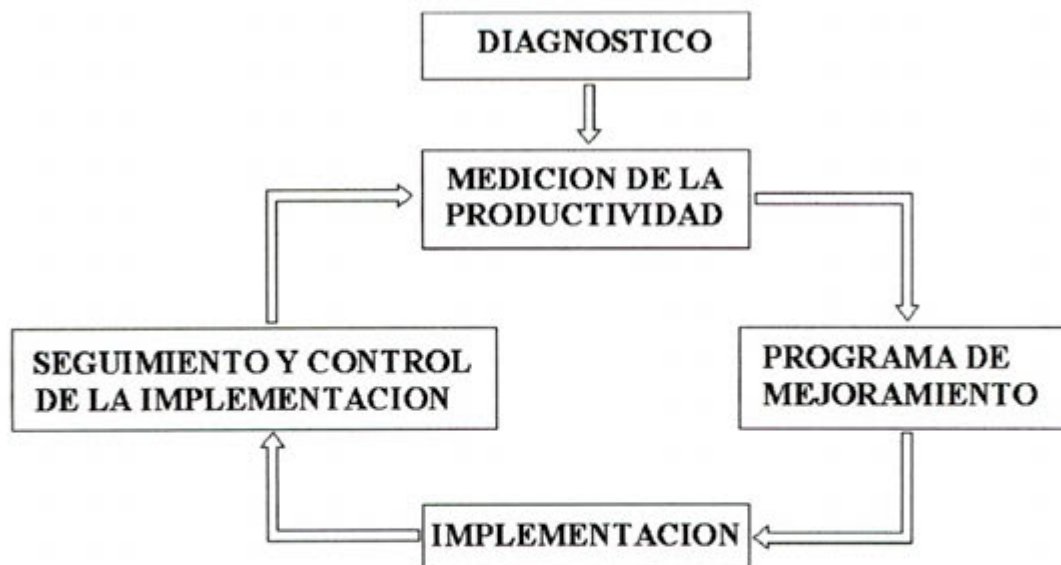 DIAGNOSTICO
MEDICION DE LA
PRODUCTIVIDAD
SEGUIMIENTO Y CONTROL
DE LA IMPLEMENTACION
PROGRAMA DE
MEJORAMIENTO
IMPLEMENTACION